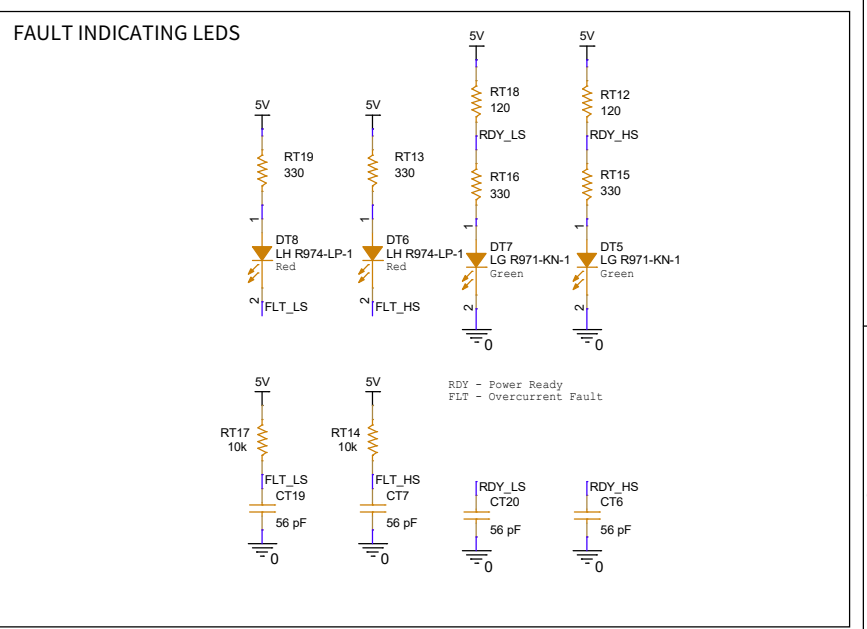 FAULT INDICATING LEDS
5V
5V
5V
5V
RT18
120
RT12
120
RDY_LS
RDY_HS
RT19
330
RT13
330
RT16
330
RT15
330
1
1
1
1
DT8
LH R974-LP-1
Red
DT6
LH R974-LP-1
Red
DT7
LG R971-KN-1
Green
DT5
LG R971-KN-1
Green
2
2
2
2
FLT_LS
FLT_HS
0
0
5V
5V
RDY - Power Ready
FLT - Overcurrent Fault
RT17
10k
RT14
10k
FLT_LS
CT19
56 pF
0
FLT_HS
CT7
56 pF
0
RDY_LS
CT20
56 pF
0
RDY_HS
CT6
56 pF
0